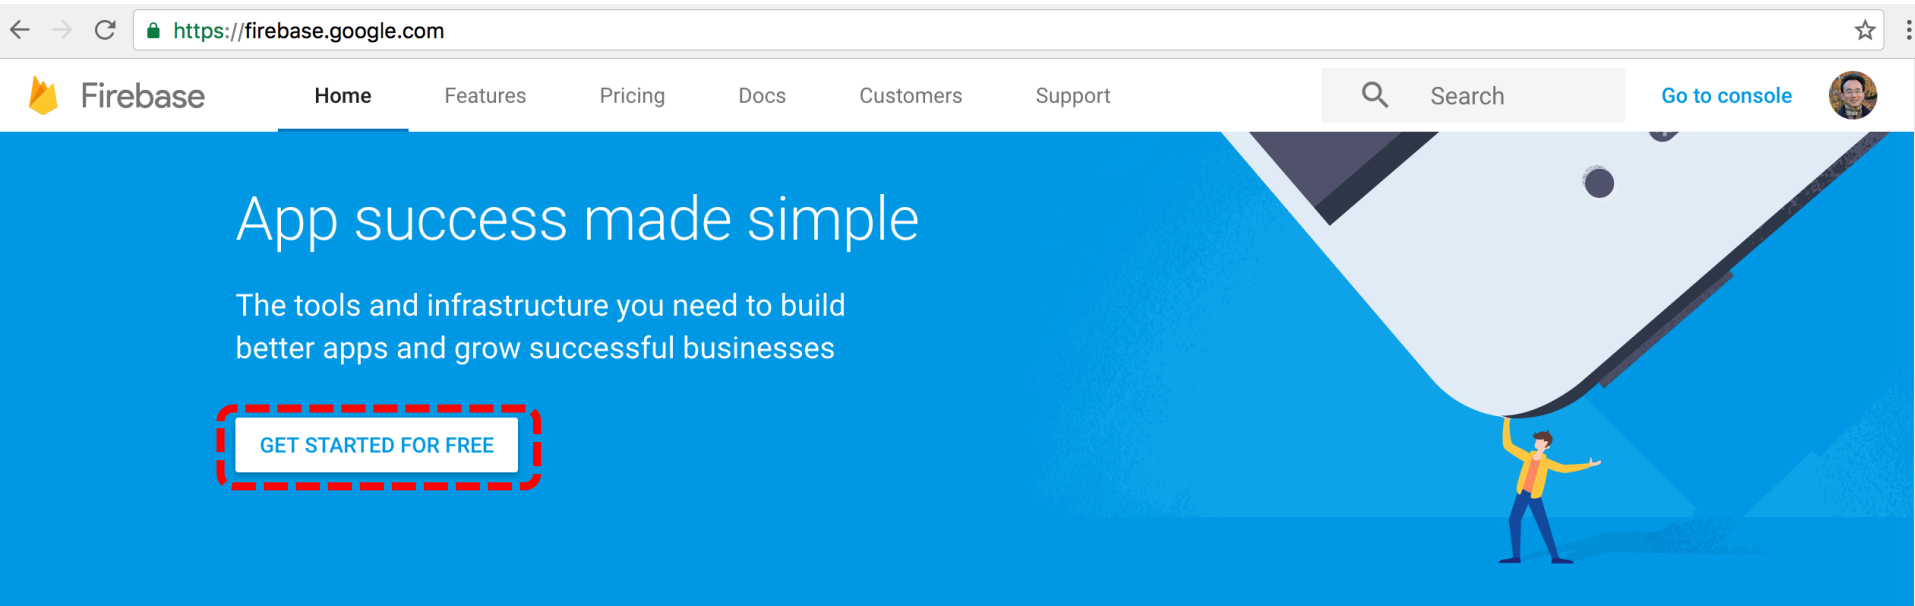 https://firebase.google.com
Firebase
Home
Features
Pricing
Docs
Customers
Support
Search
Go to console
App success made simple
The tools and infrastructure you need to build
better apps and grow successful businesses
GET STARTED FOR FREE